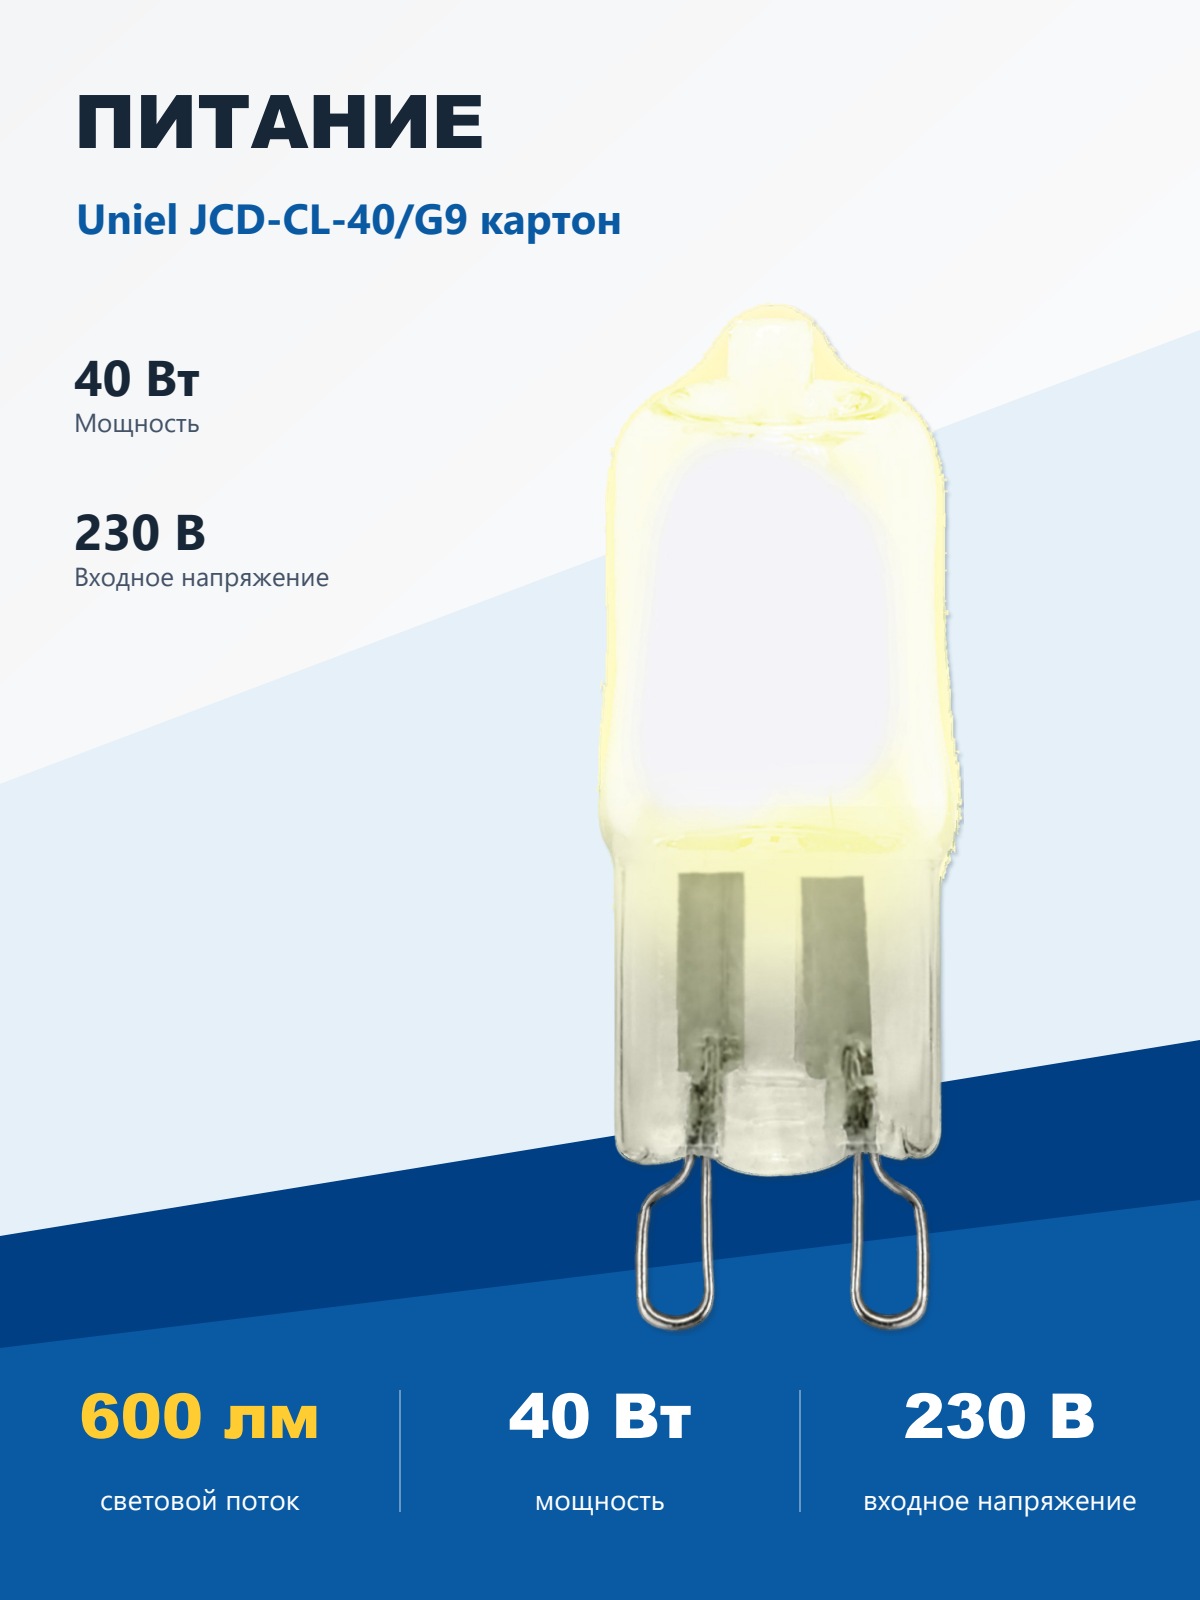 ПИТАНИЕ
Uniel JCD-CL-40/G9 картон
40 Вт
Мощность
230 В
Входное напряжение
600 лм
световой поток
40 Вт
мощность
230 В
входное напряжение